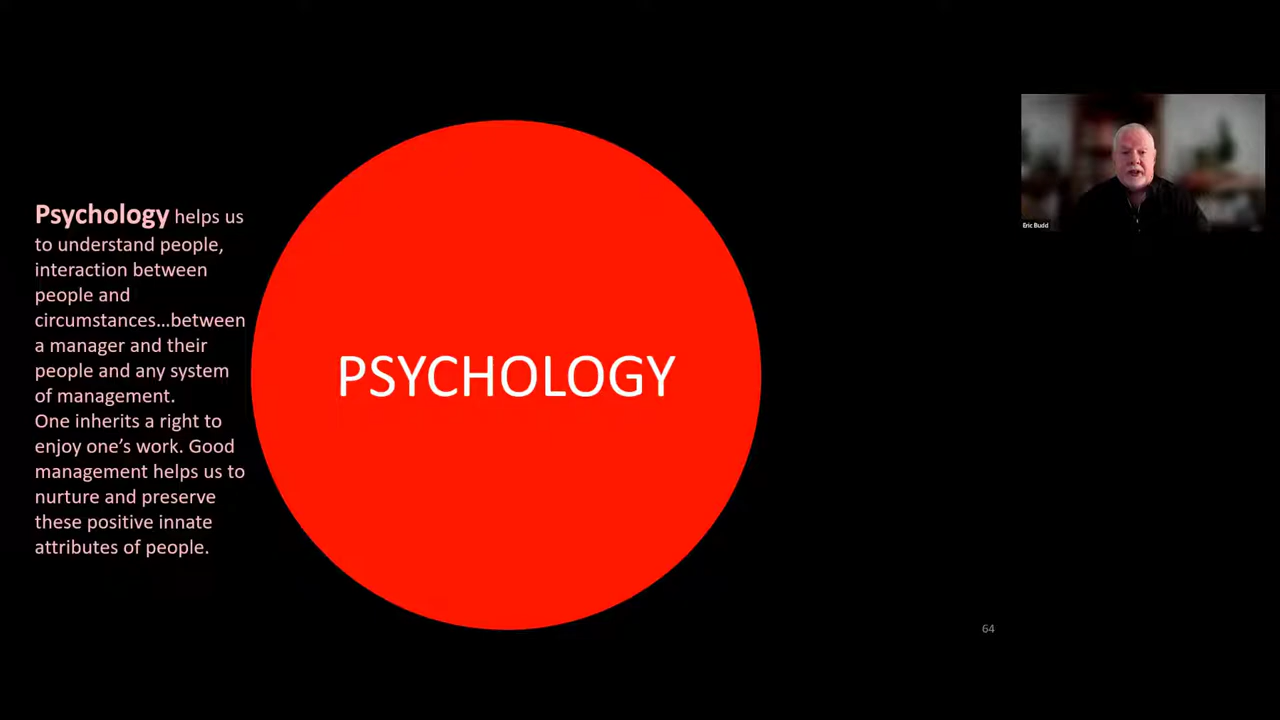 Psychology helps us
to understand people,
interaction between
people and
circumstances…between
a manager and their
people and any system
of management.
One inherits a right to
enjoy one’s work. Good
management helps us to
nurture and preserve
these positive innate
attributes of people.
PSYCHOLOGY
Eric Budd
64